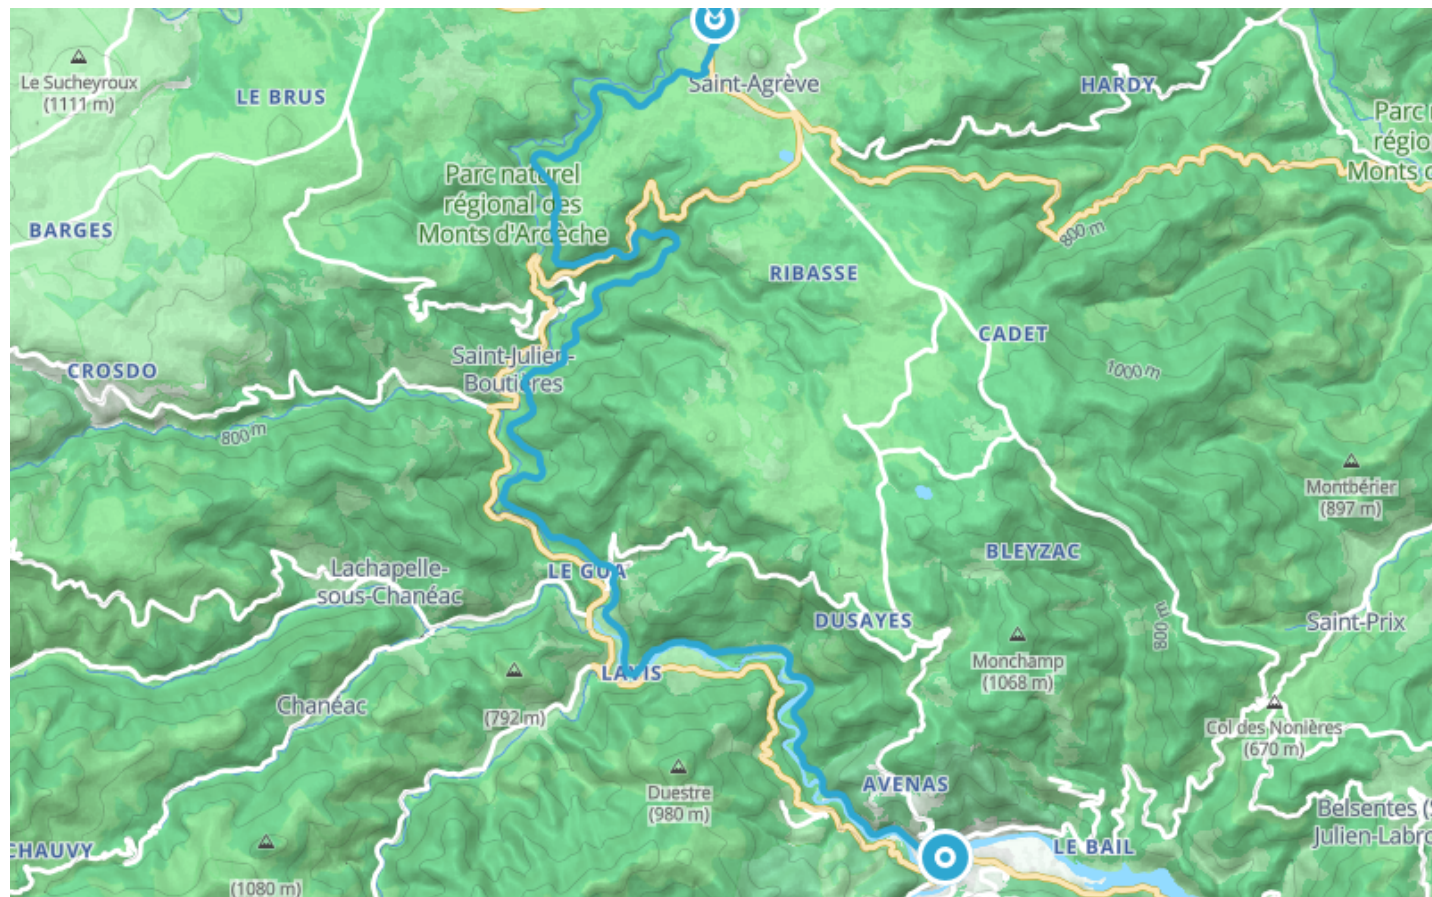 Le Sucheyroux
(1111 m)
LE BRUS
Saint-Agrève
HARDY
Parc
régio
Monts d
Parc naturel
régional des
Monts d'Ardèche
BARGES
800 m
RIBASSE
CADET
Saint-Julien-
Boutières
CROSDO
1000 m
800 m
Montbérier
(897 m)
BLEYZAC
Lachapelle-
sous-Chanéac
LE GUA
DUSAYES
800 m
Saint-Prix
Monchamp
(1068 m)
LAVIS
Chanéac
(792 m)
Col des Nonières
(670 m)
Duestre
(980 m)
AVENAS
Belsentes (S
Julien-Labro
CHAUVY
LE BAIL
(1080 m)